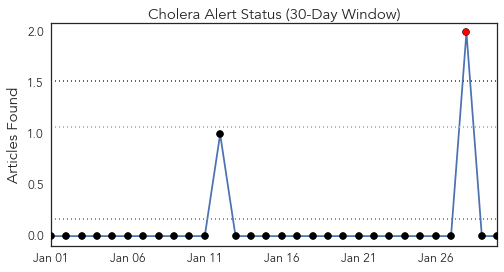 Cholera Alert Status (30-Day Window)
Articles Found
2.0
1.5
1.0
0.5
0.0
Jan 01 Jan 06 Jan 11 Jan 16 Jan 21 Jan 26